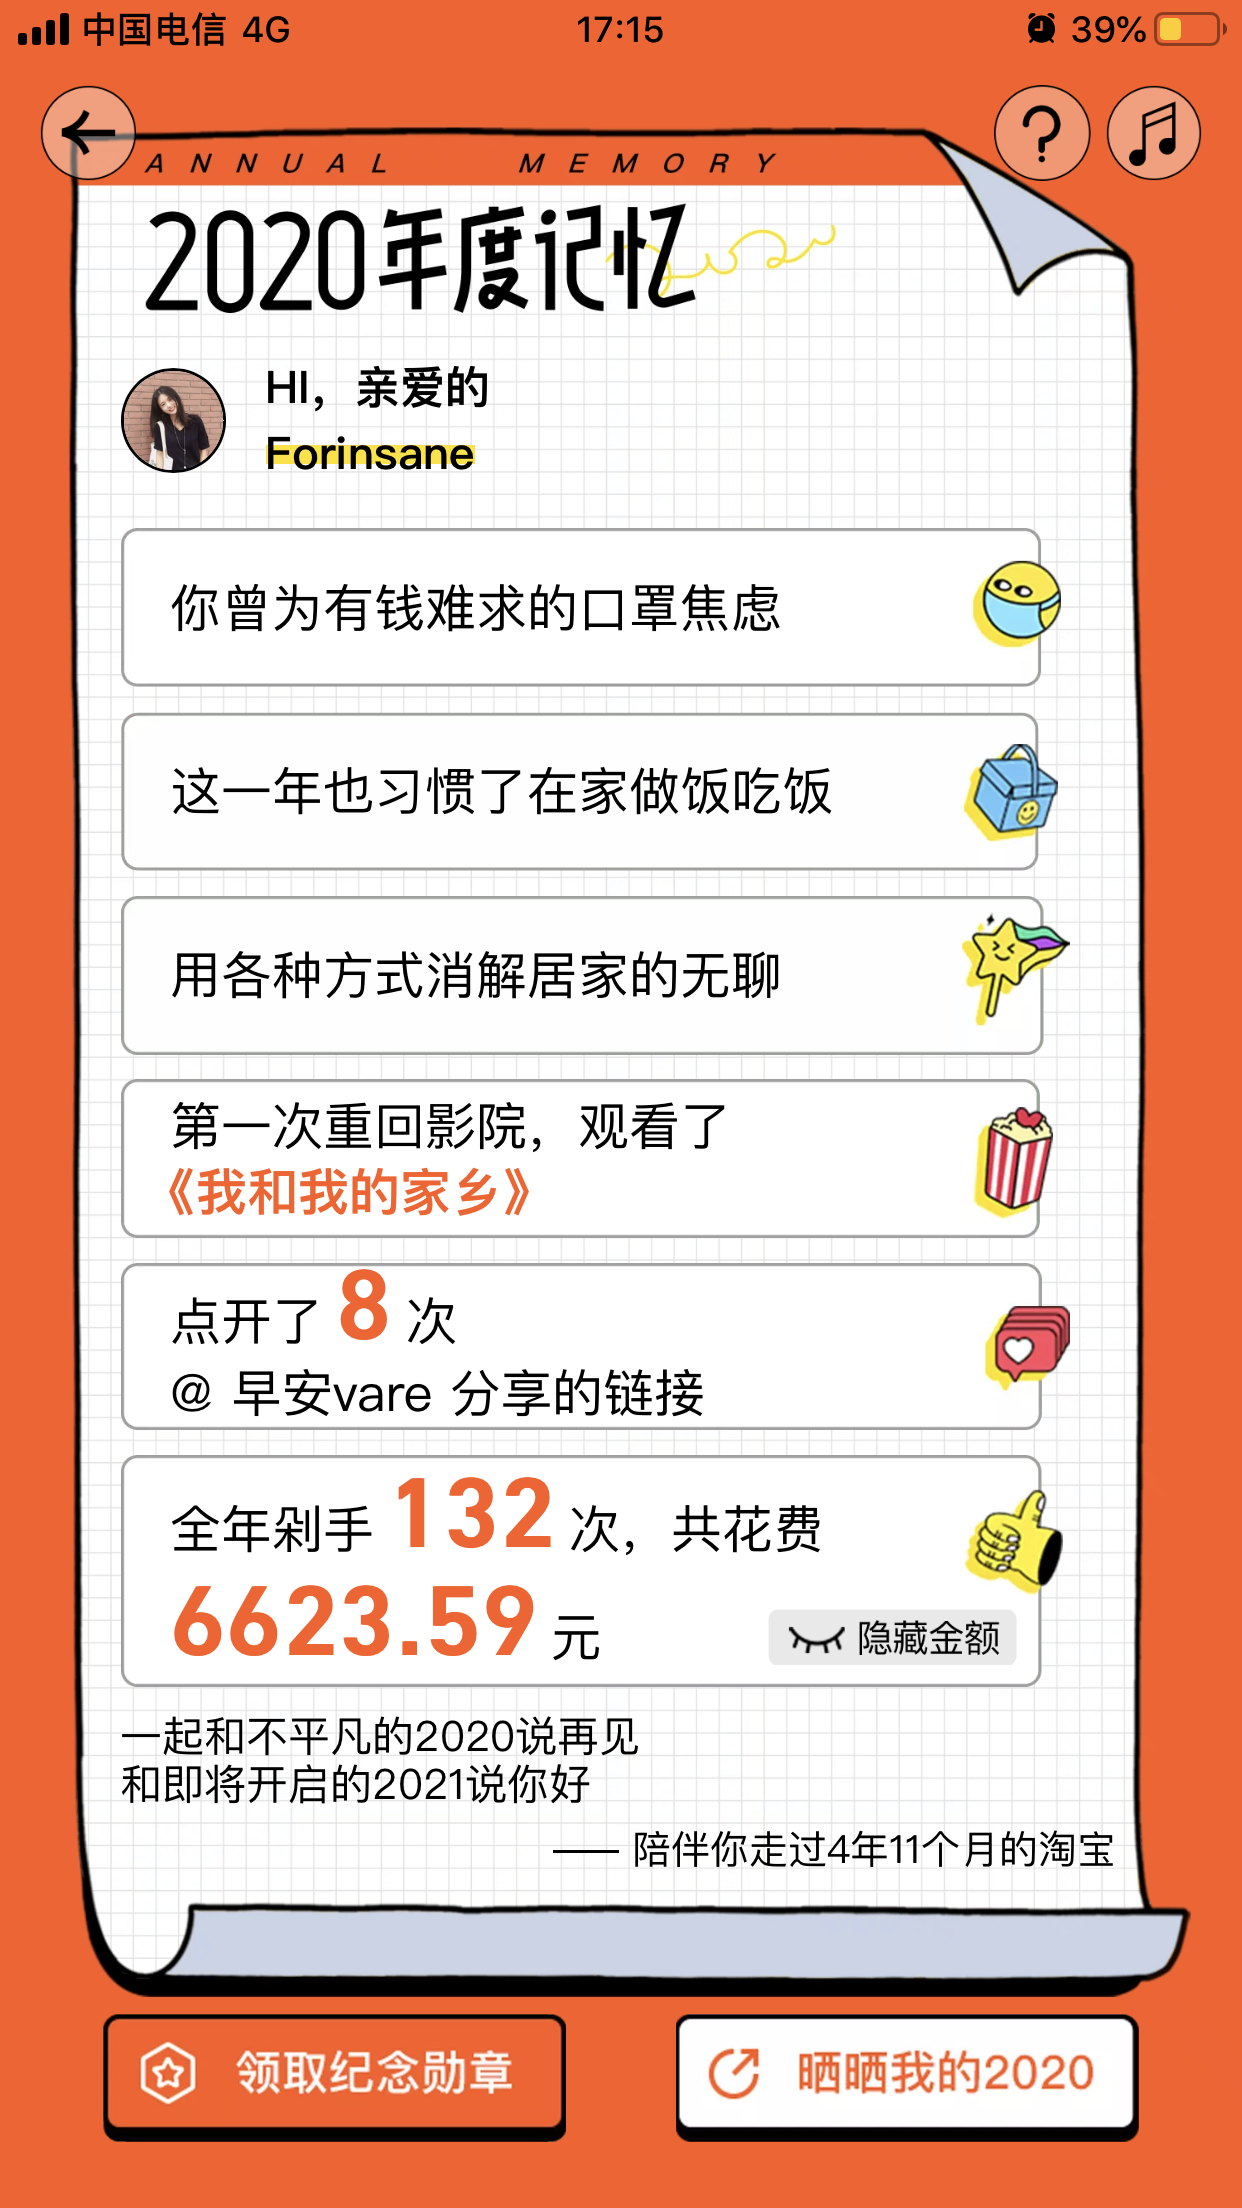 中国电信 4G 17:15 39%
ANNUAL MEMORY
2020年度记忆
HI，亲爱的
Forinsane
你曾为有钱难求的口罩焦虑
这一年也习惯了在家做饭吃饭
用各种方式消解居家的无聊
第一次重回影院，观看了
《我和我的家乡》
点开了 8 次
@ 早安vare 分享的链接
全年剁手 132 次，共花费
6623.59 元
隐藏金额
一起和不平凡的2020说再见
和即将开启的2021说你好
—— 陪伴你走过4年11个月的淘宝
领取纪念勋章
晒晒我的2020